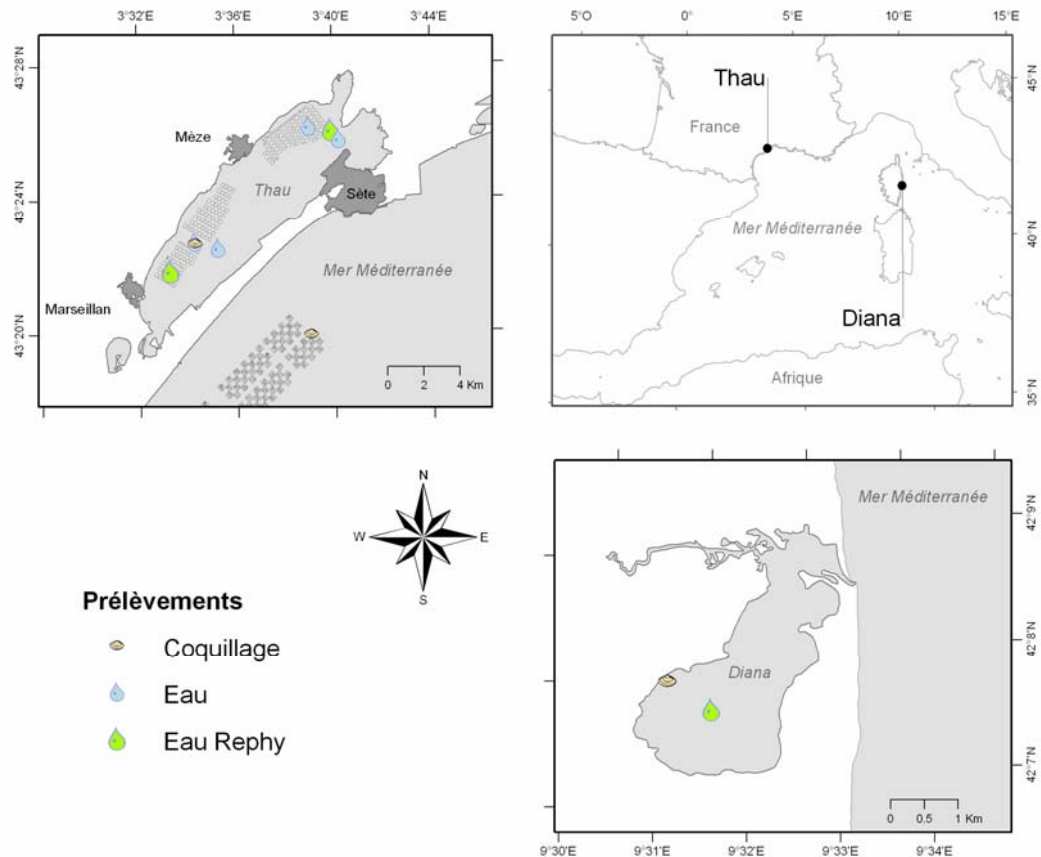 3°32'E 3°36'E 3°40'E 3°44'E
43°28'N
43°24'N
43°20'N
Mèze
Thau
Sète
Mer Méditerranée
Marseillan
0 2 4 Km
5°O 0° 5°E 10°E 15°E
45°N
40°N
35°N
Thau
France
Mer Méditerranée
Diana
Afrique
N
W E
S
Prélèvements
Coquillage
Eau
Eau Rephy
Mer Méditerranée
Diana
42°9'N
42°8'N
42°7'N
0 0.5 1 Km
9°30'E 9°31'E 9°32'E 9°33'E 9°34'E